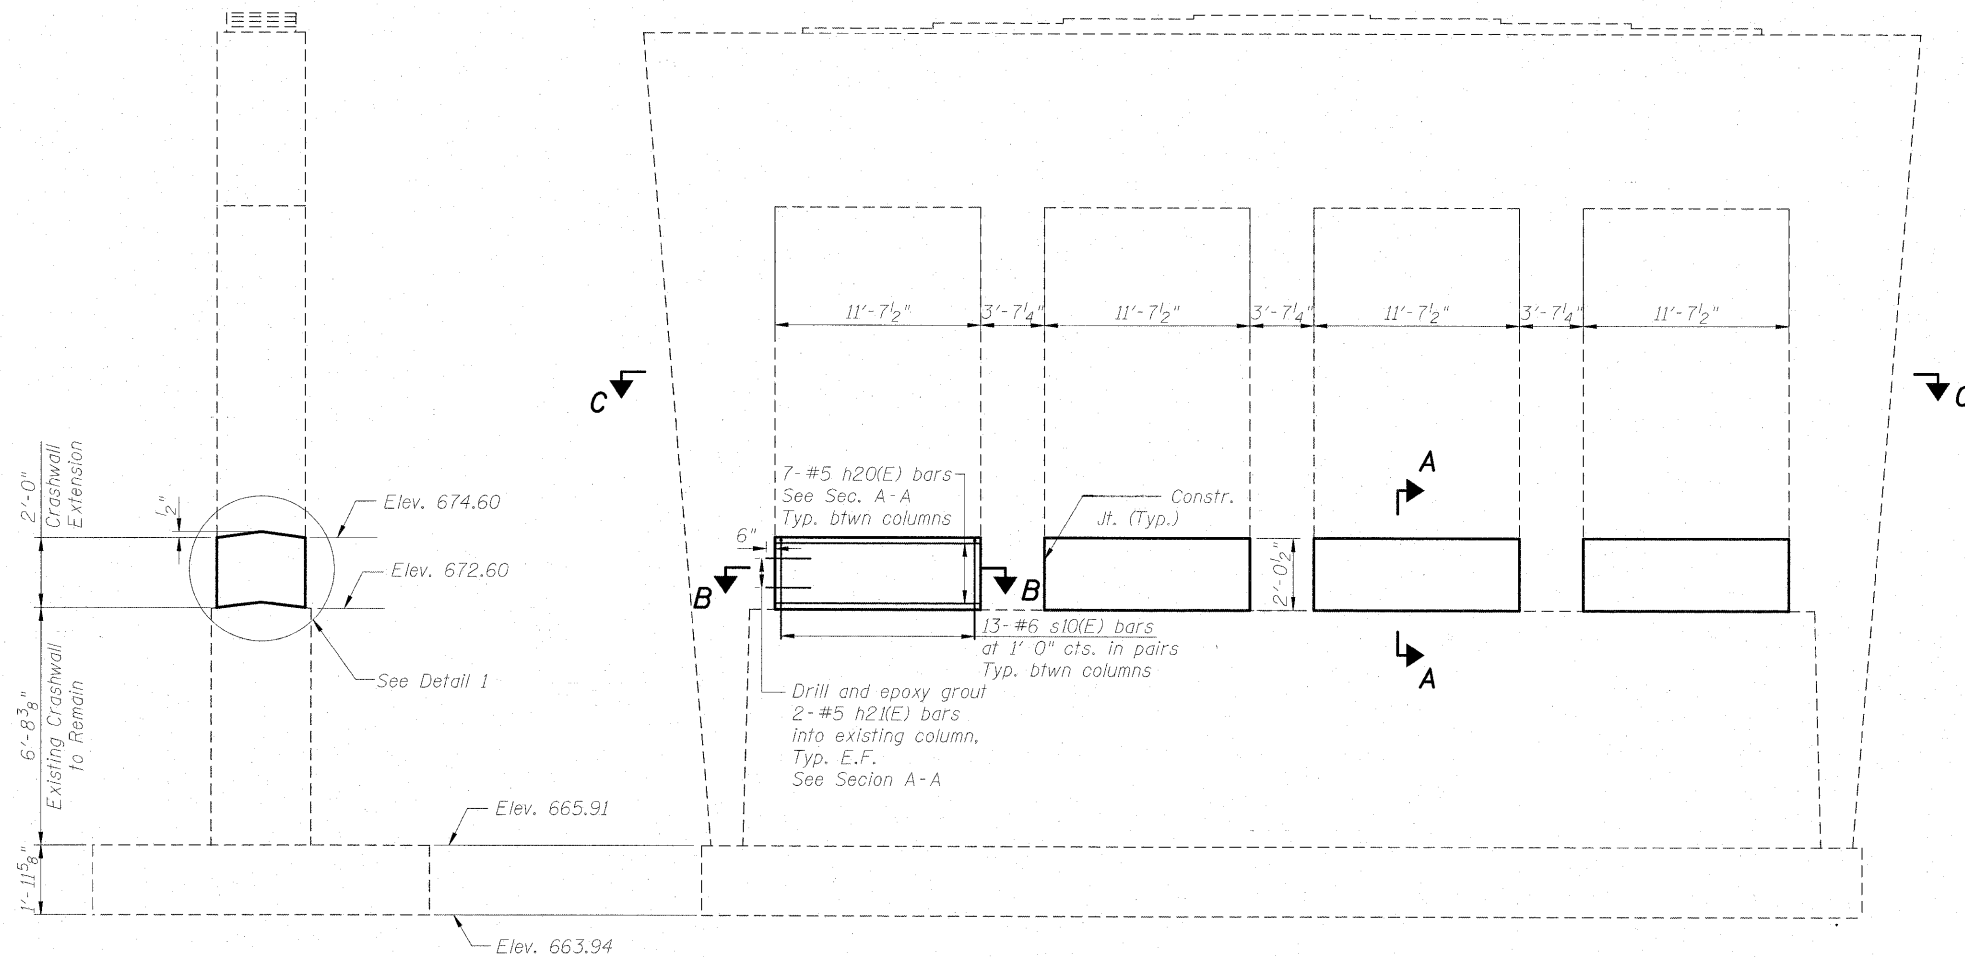 11'-7½"
3'-7¼"
11'-7½"
3'-7¼"
11'-7½"
3'-7¼"
11'-7½"
C
C
2'-0"
Crashwall
Extension
½"
Elev. 674.60
Elev. 672.60
See Detail 1
6'-8⅜"
Existing Crashwall
to Remain
1'-11⅝"
Elev. 665.91
Elev. 663.94
7-#5 h20(E) bars
See Sec. A-A
Typ. btwn columns
6"
B
B
Constr.
Jt. (Typ.)
2'-0½"
A
A
13-#6 s10(E) bars
at 1' 0" cts. in pairs
Typ. btwn columns
Drill and epoxy grout
2-#5 h21(E) bars
into existing column,
Typ. E.F.
See Secion A-A